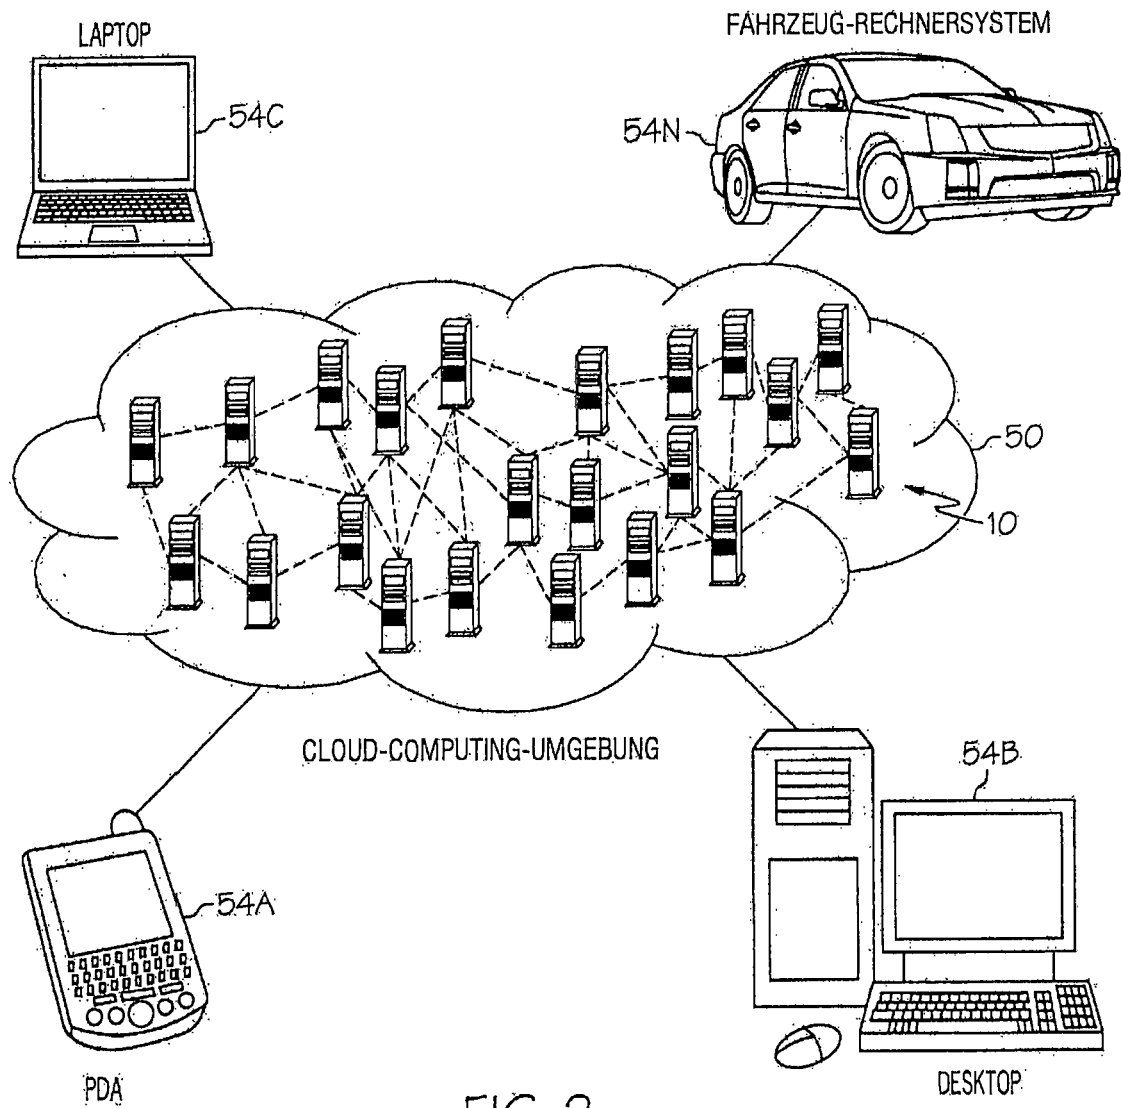 LAPTOP
FAHRZEUG-RECHNERSYSTEM
54C
54N
50
10
CLOUD-COMPUTING-UMGEBUNG
54B
54A
PDA
DESKTOP